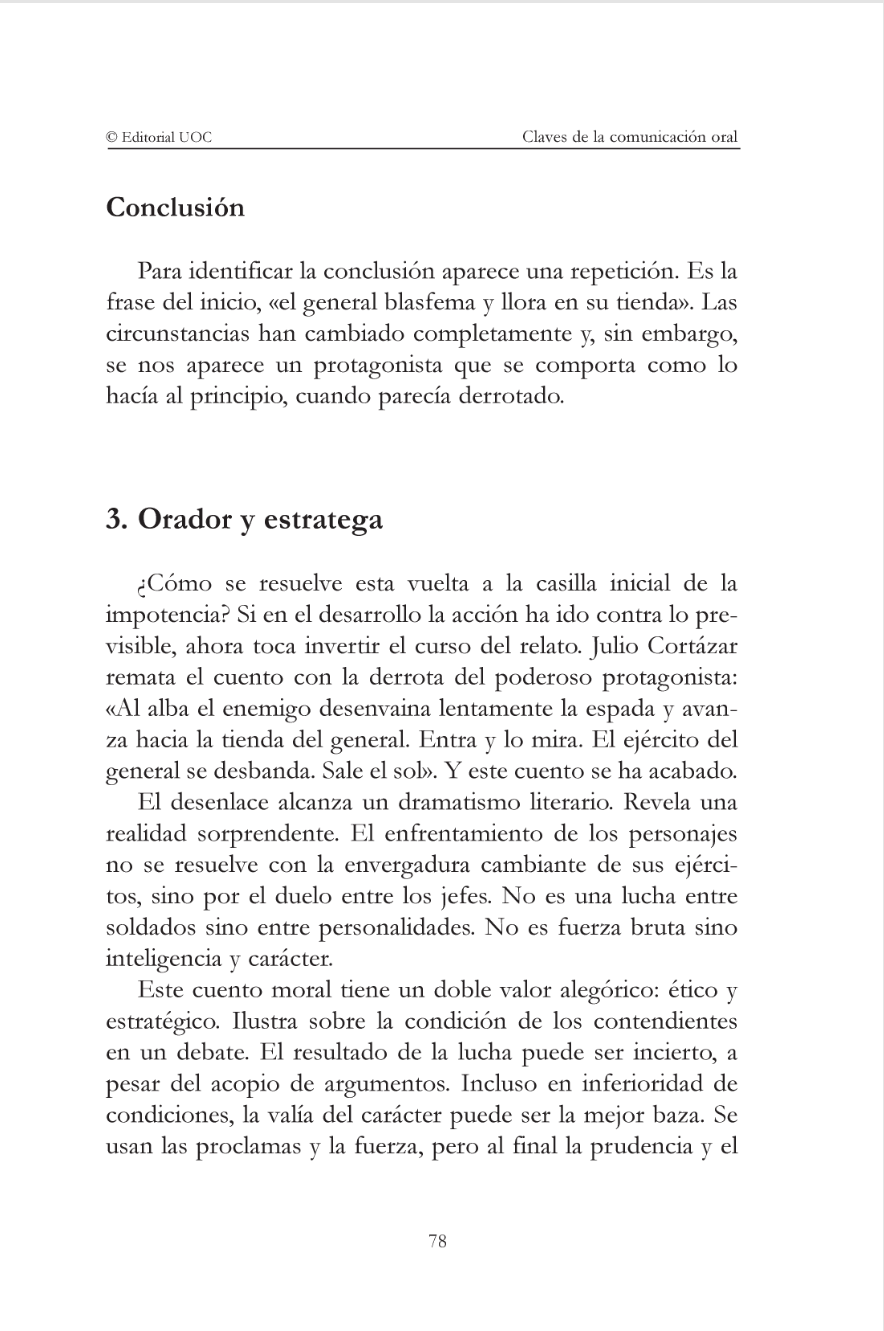 © Editorial UOC
Claves de la comunicación oral
Conclusión
Para identificar la conclusión aparece una repetición. Es la
frase del inicio, «el general blasfema y llora en su tienda». Las
circunstancias han cambiado completamente y, sin embargo,
se nos aparece un protagonista que se comporta como lo
hacía al principio, cuando parecía derrotado.
3. Orador y estratega
¿Cómo se resuelve esta vuelta a la casilla inicial de la
impotencia? Si en el desarrollo la acción ha ido contra lo pre-
visible, ahora toca invertir el curso del relato. Julio Cortázar
remata el cuento con la derrota del poderoso protagonista:
«Al alba el enemigo desenvaina lentamente la espada y avan-
za hacia la tienda del general. Entra y lo mira. El ejército del
general se desbanda. Sale el sol». Y este cuento se ha acabado.
El desenlace alcanza un dramatismo literario. Revela una
realidad sorprendente. El enfrentamiento de los personajes
no se resuelve con la envergadura cambiante de sus ejérci-
tos, sino por el duelo entre los jefes. No es una lucha entre
soldados sino entre personalidades. No es fuerza bruta sino
inteligencia y carácter.
Este cuento moral tiene un doble valor alegórico: ético y
estratégico. Ilustra sobre la condición de los contendientes
en un debate. El resultado de la lucha puede ser incierto, a
pesar del acopio de argumentos. Incluso en inferioridad de
condiciones, la valía del carácter puede ser la mejor baza. Se
usan las proclamas y la fuerza, pero al final la prudencia y el
78